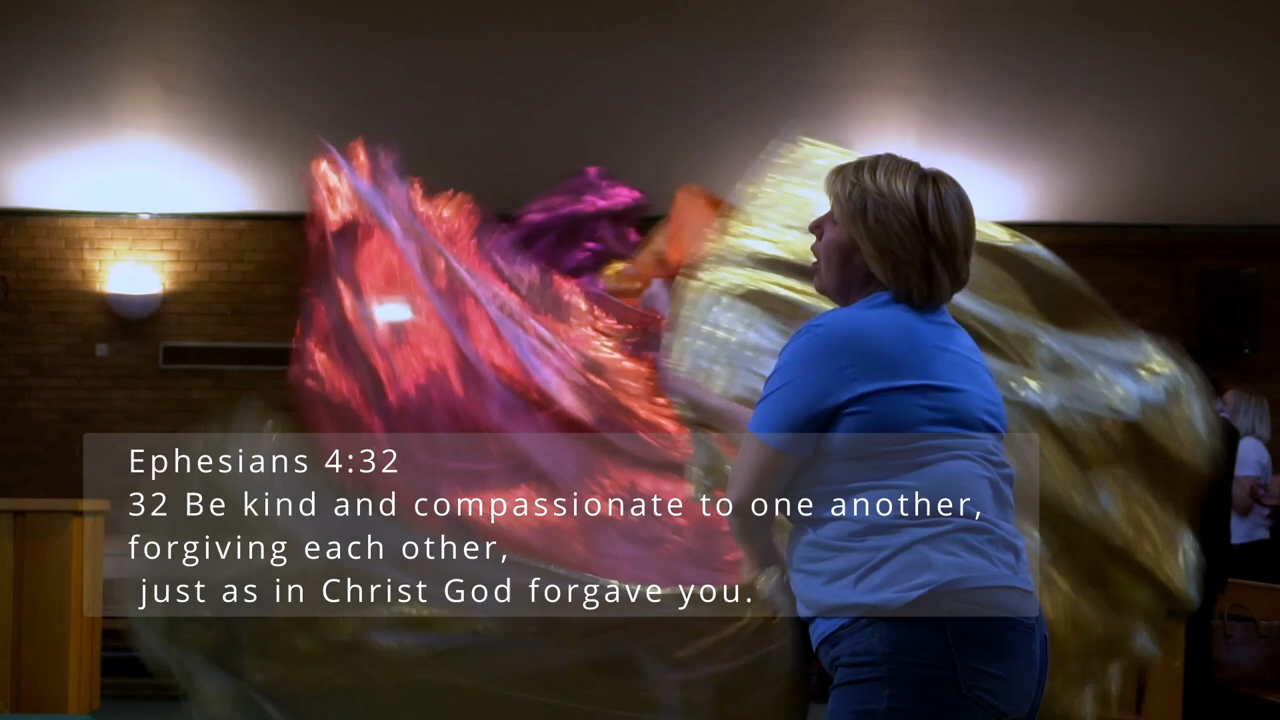 Ephesians 4:32
32 Be kind and compassionate to one another,
forgiving each other,
just as in Christ God forgave you.